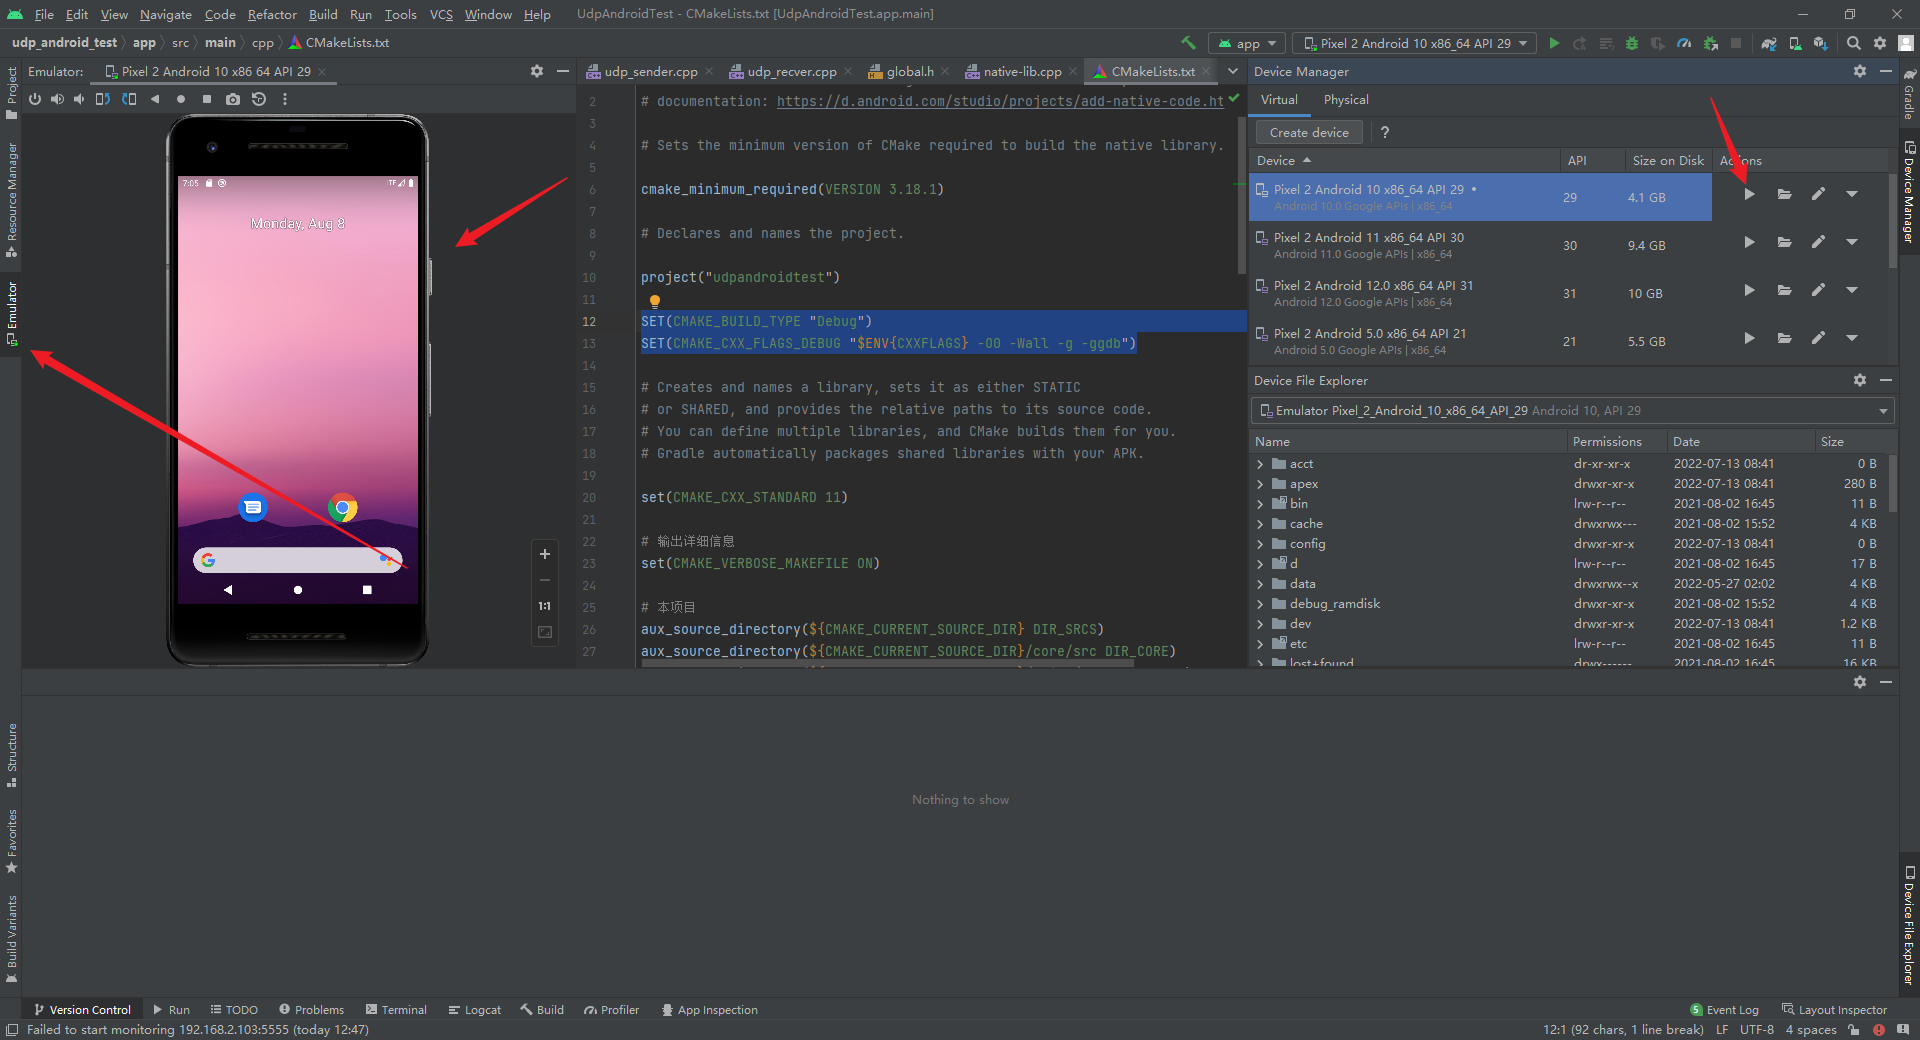 File Edit View Navigate Code Refactor Build Run Tools VCS Window Help UdpAndroidTest - CMakeLists.txt [UdpAndroidTest.app.main]
udp_android_test app src main cpp CMakeLists.txt
app Pixel 2 Android 10 x86_64 API 29
Project
Resource Manager
Emulator
Structure
Favorites
Build Variants
Emulator: Pixel 2 Android 10 x86 64 API 29
7:05
Monday, Aug 8
1:1
udp_sender.cpp udp_recver.cpp global.h native-lib.cpp CMakeLists.txt
2 # documentation: https://d.android.com/studio/projects/add-native-code.ht
3
4 # Sets the minimum version of CMake required to build the native library.
5
6 cmake_minimum_required(VERSION 3.18.1)
7
8 # Declares and names the project.
9
10 project("udpandroidtest")
11
12 SET(CMAKE_BUILD_TYPE "Debug")
13 SET(CMAKE_CXX_FLAGS_DEBUG "$ENV{CXXFLAGS} -O0 -Wall -g -ggdb")
14
15 # Creates and names a library, sets it as either STATIC
16 # or SHARED, and provides the relative paths to its source code.
17 # You can define multiple libraries, and CMake builds them for you.
18 # Gradle automatically packages shared libraries with your APK.
19
20 set(CMAKE_CXX_STANDARD 11)
21
22 # 输出详细信息
23 set(CMAKE_VERBOSE_MAKEFILE ON)
24
25 # 本项目
26 aux_source_directory(${CMAKE_CURRENT_SOURCE_DIR} DIR_SRCS)
27 aux_source_directory(${CMAKE_CURRENT_SOURCE_DIR}/core/src DIR_CORE)
Device Manager
Virtual Physical
Create device ?
Device API Size on Disk Actions
Pixel 2 Android 10 x86_64 API 29 • 29 4.1 GB
Android 10.0 Google APIs | x86_64
Pixel 2 Android 11 x86_64 API 30 30 9.4 GB
Android 11.0 Google APIs | x86_64
Pixel 2 Android 12.0 x86_64 API 31 31 10 GB
Android 12.0 Google APIs | x86_64
Pixel 2 Android 5.0 x86_64 API 21 21 5.5 GB
Android 5.0 Google APIs | x86_64
Device File Explorer
Emulator Pixel_2_Android_10_x86_64_API_29 Android 10, API 29
Name Permissions Date Size
acct dr-xr-xr-x 2022-07-13 08:41 0 B
apex drwxr-xr-x 2022-07-13 08:41 280 B
bin lrw-r--r-- 2021-08-02 16:45 11 B
cache drwxrwx--- 2021-08-02 15:52 4 KB
config drwxr-xr-x 2022-07-13 08:41 0 B
d lrw-r--r-- 2021-08-02 16:45 17 B
data drwxrwx--x 2022-05-27 02:02 4 KB
debug_ramdisk drwxr-xr-x 2021-08-02 15:52 4 KB
dev drwxr-xr-x 2022-07-13 08:41 1.2 KB
etc lrw-r--r-- 2021-08-02 16:45 11 B
lost+found drwx------ 2021-08-02 16:45 16 KB
Gradle
Device Manager
Device File Explorer
Nothing to show
Version Control Run TODO Problems Terminal Logcat Build Profiler App Inspection 5 Event Log Layout Inspector
Failed to start monitoring 192.168.2.103:5555 (today 12:47) 12:1 (92 chars, 1 line break) LF UTF-8 4 spaces